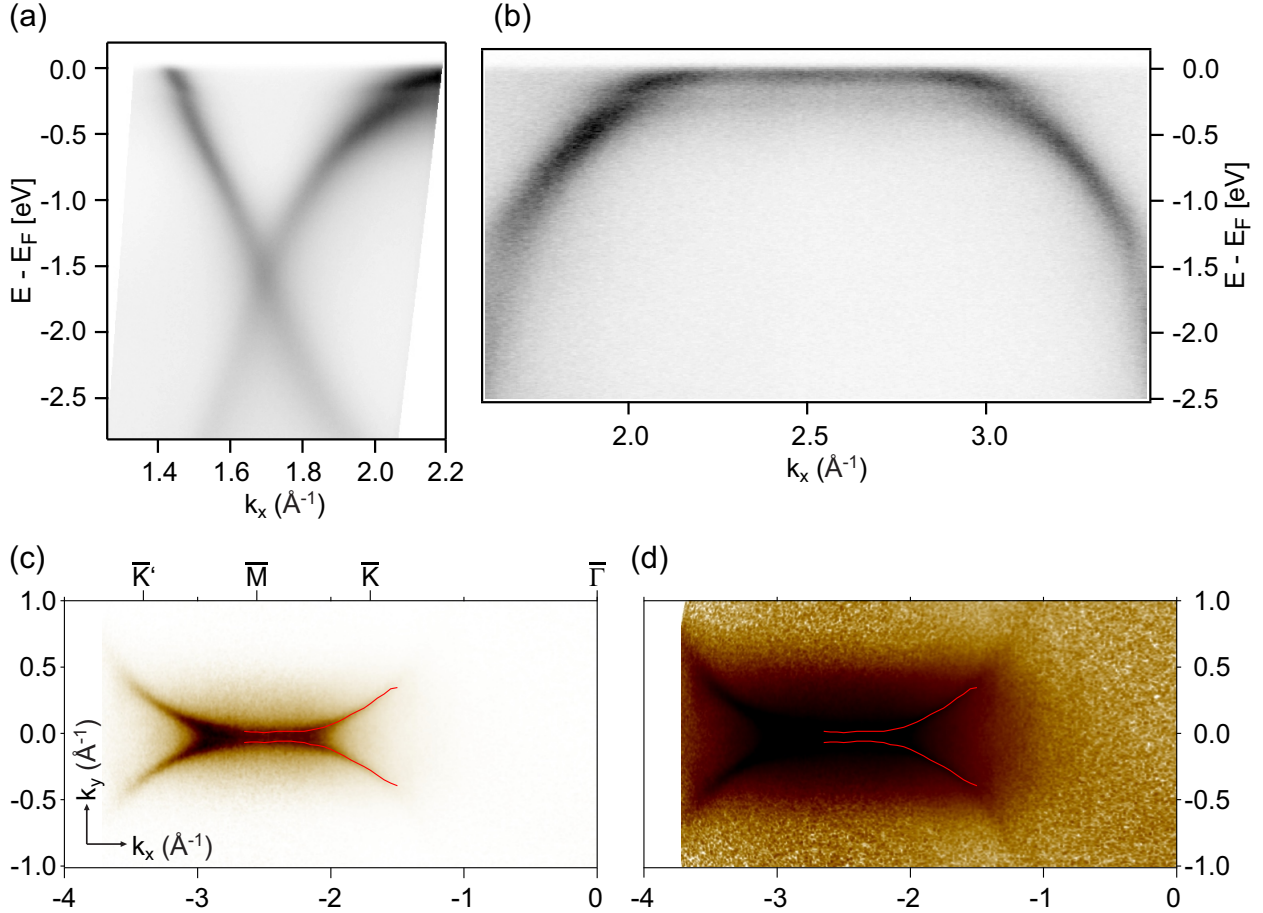 (a)
(b)
0.0
-0.5
-1.0
-1.5
-2.0
-2.5
E - E_F [eV]
1.4 1.6 1.8 2.0 2.2
k_x (Å⁻¹)
0.0
-0.5
-1.0
-1.5
-2.0
-2.5
E - E_F [eV]
2.0 2.5 3.0
k_x (Å⁻¹)
(c)
K̅‘ M̅ K̅ Γ̅
1.0
0.5
0.0
-0.5
-1.0
k_y (Å⁻¹)
k_x (Å⁻¹)
-4 -3 -2 -1 0
(d)
1.0
0.5
0.0
-0.5
-1.0
-4 -3 -2 -1 0